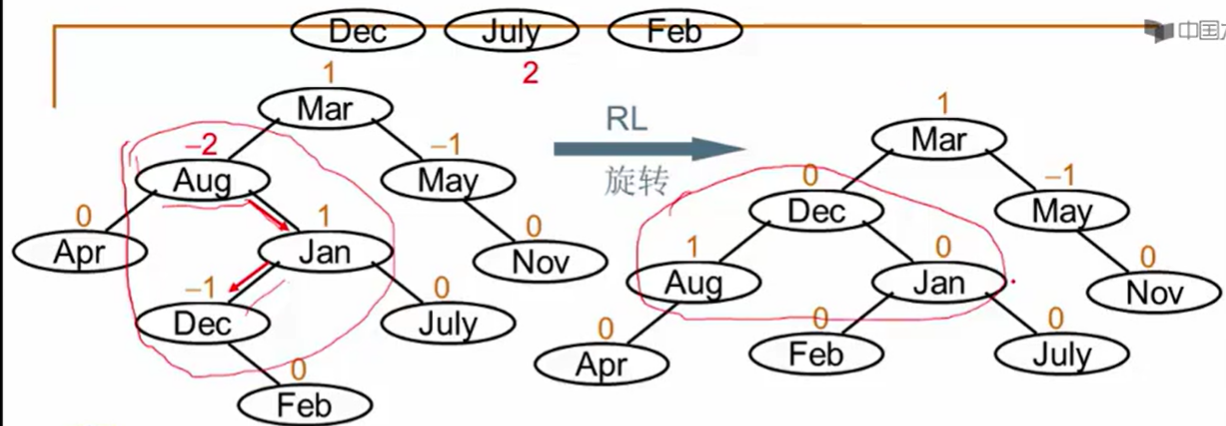 Dec July Feb
中国
1 2
Mar
RL
1
Mar
−2 −1
Aug May
旋转
0 −1
Dec May
0 1 0
Apr Jan Nov
1 0 0
Aug Jan Nov
−1 0
Dec July
0 0 0
Apr Feb July
0
Feb